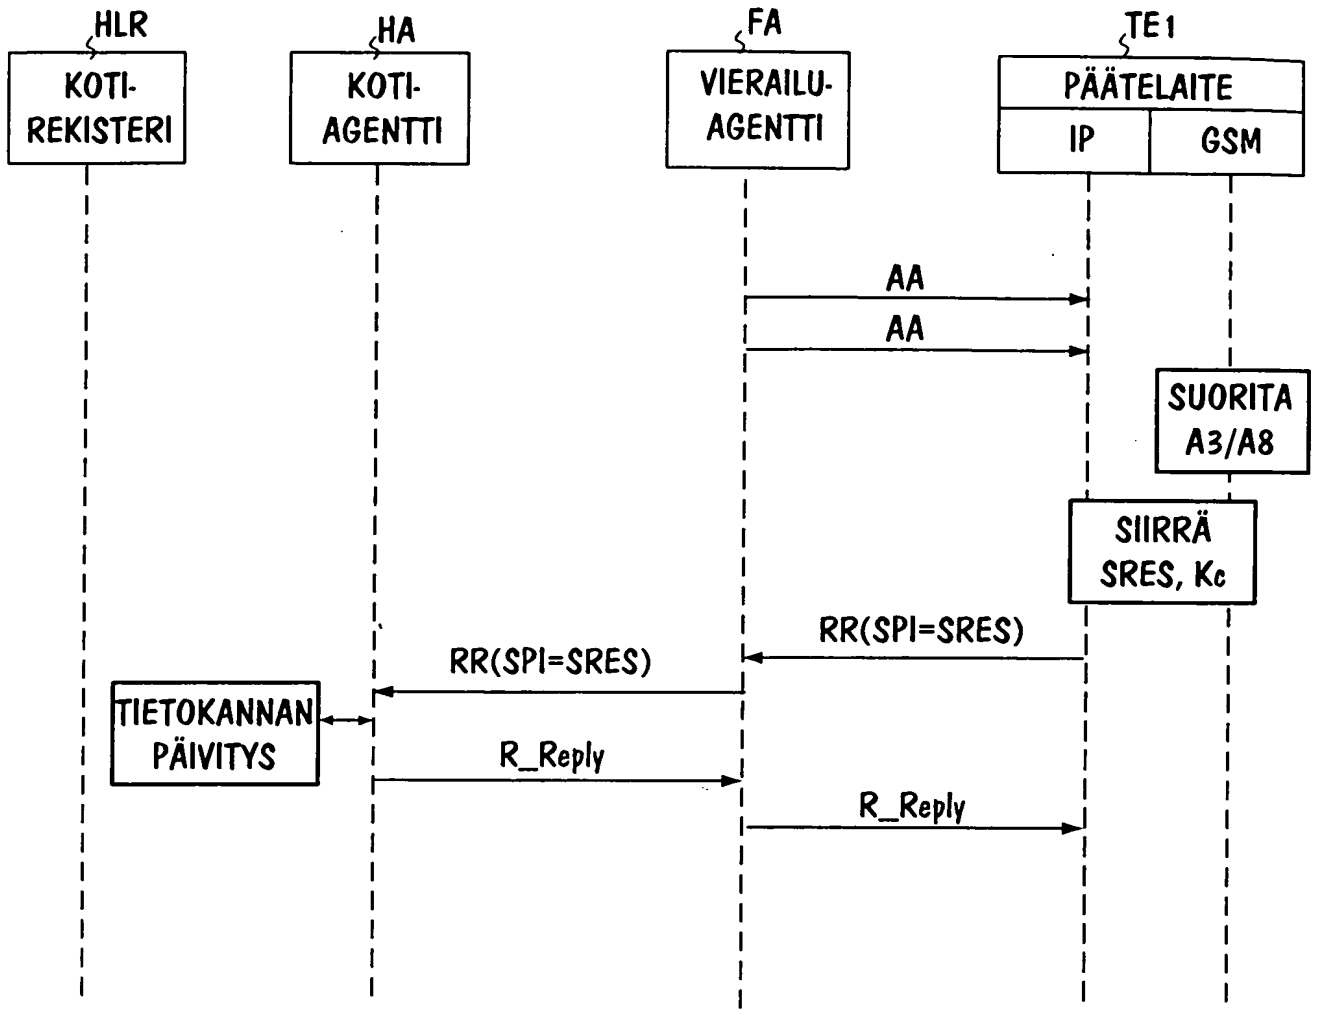 HLR
HA
FA
TE1
KOTI-
REKISTERI
KOTI-
AGENTTI
VIERAILU-
AGENTTI
PÄÄTELAITE
IP
GSM
AA
AA
SUORITA
A3/A8
SIIRRÄ
SRES, Kc
RR(SPI=SRES)
RR(SPI=SRES)
TIETOKANNAN
PÄIVITYS
R_Reply
R_Reply